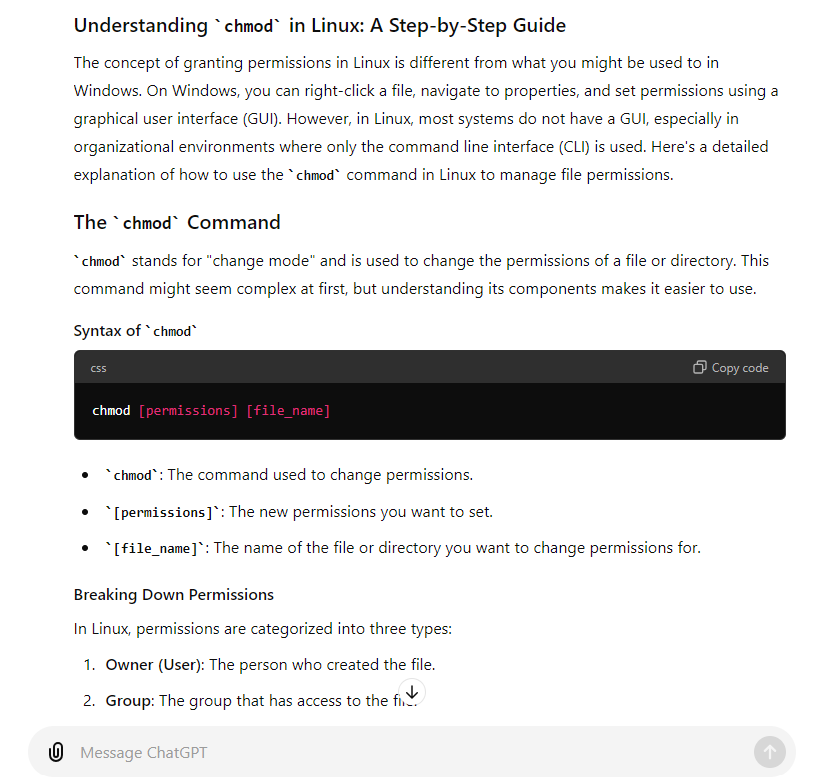 Understanding `chmod` in Linux: A Step-by-Step Guide
The concept of granting permissions in Linux is different from what you might be used to in
Windows. On Windows, you can right-click a file, navigate to properties, and set permissions using a
graphical user interface (GUI). However, in Linux, most systems do not have a GUI, especially in
organizational environments where only the command line interface (CLI) is used. Here's a detailed
explanation of how to use the `chmod` command in Linux to manage file permissions.
The `chmod` Command
`chmod` stands for "change mode" and is used to change the permissions of a file or directory. This
command might seem complex at first, but understanding its components makes it easier to use.
Syntax of `chmod`
css Copy code
chmod [permissions] [file_name]
• `chmod`: The command used to change permissions.
• `[permissions]`: The new permissions you want to set.
• `[file_name]`: The name of the file or directory you want to change permissions for.
Breaking Down Permissions
In Linux, permissions are categorized into three types:
1. Owner (User): The person who created the file.
2. Group: The group that has access to the file.
Message ChatGPT